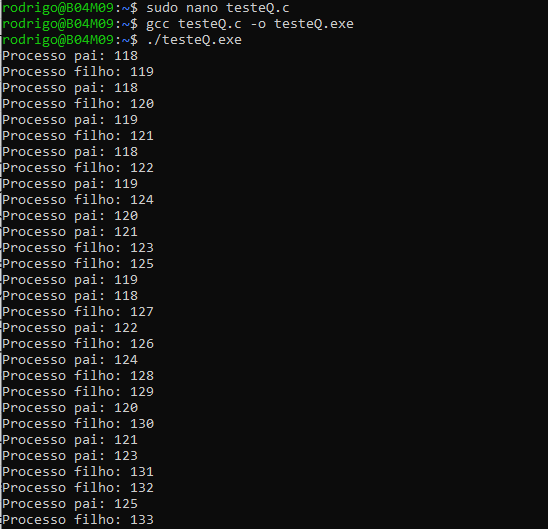 rodrigo@B04M09:~$ sudo nano testeQ.c
rodrigo@B04M09:~$ gcc testeQ.c -o testeQ.exe
rodrigo@B04M09:~$ ./testeQ.exe
Processo pai: 118
Processo filho: 119
Processo pai: 118
Processo filho: 120
Processo pai: 119
Processo filho: 121
Processo pai: 118
Processo filho: 122
Processo pai: 119
Processo filho: 124
Processo pai: 120
Processo pai: 121
Processo filho: 123
Processo filho: 125
Processo pai: 119
Processo pai: 118
Processo filho: 127
Processo pai: 122
Processo filho: 126
Processo pai: 124
Processo filho: 128
Processo filho: 129
Processo pai: 120
Processo filho: 130
Processo pai: 121
Processo pai: 123
Processo filho: 131
Processo filho: 132
Processo pai: 125
Processo filho: 133